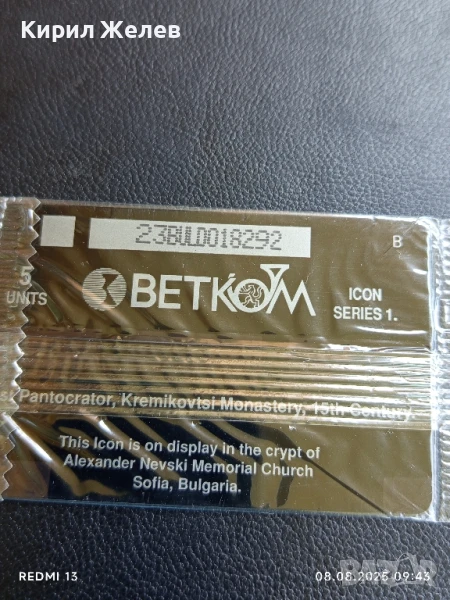 Кирил Желев
23BULD018292
B
5
UNITS
BETKOM
ICON
SERIES 1.
Pantocrator, Kremikovtsi Monastery, 15th Century
This Icon is on display in the crypt of
Alexander Nevski Memorial Church
Sofia, Bulgaria.
REDMI 13
08.08.2025 09:43